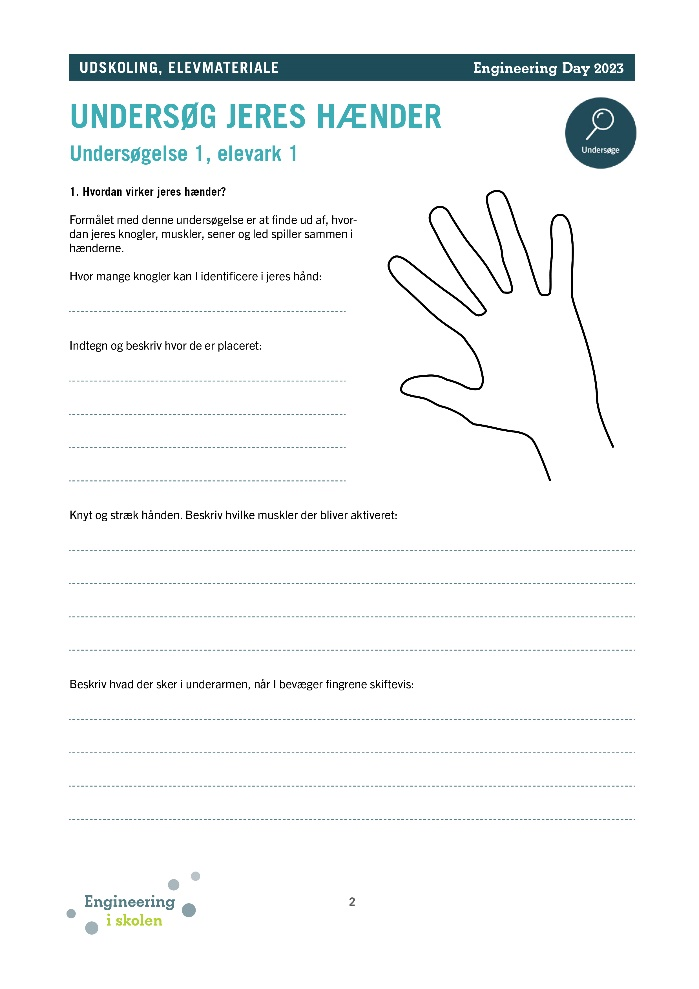 UDSKOLING, ELEVMATERIALE
Engineering Day 2023
UNDERSØG JERES HÆNDER
Undersøgelse 1, elevark 1
Undersøge
1. Hvordan virker jeres hænder?
Formålet med denne undersøgelse er at finde ud af, hvor-
dan jeres knogler, muskler, sener og led spiller sammen i
hænderne.
Hvor mange knogler kan I identificere i jeres hånd:
Indtegn og beskriv hvor de er placeret:
Knyt og stræk hånden. Beskriv hvilke muskler der bliver aktiveret:
Beskriv hvad der sker i underarmen, når I bevæger fingrene skiftevis:
Engineering
i skolen
2